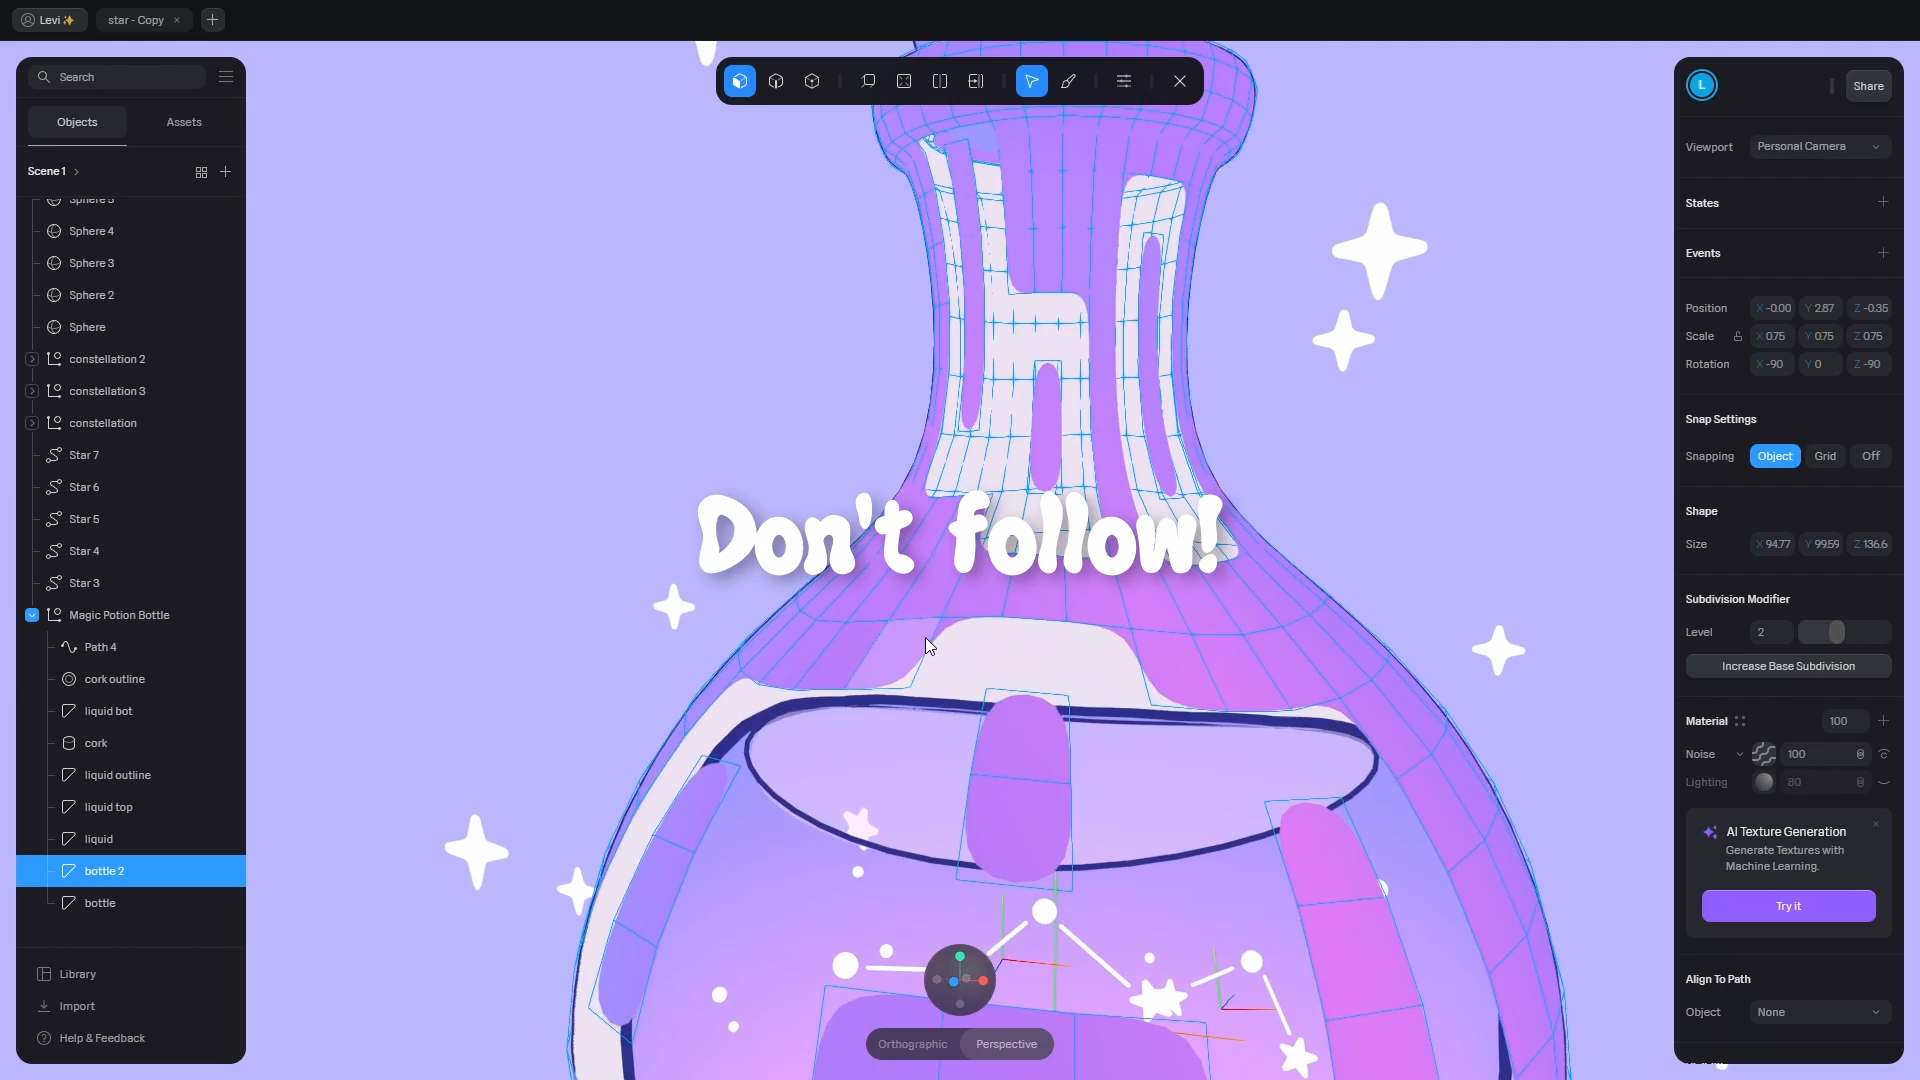 Levi✨
star - Copy
Search
Objects
Assets
Scene 1
Sphere 5
Sphere 4
Sphere 3
Sphere 2
Sphere
constellation 2
constellation 3
constellation
Star 7
Star 6
Star 5
Star 4
Star 3
Magic Potion Bottle
Path 4
cork outline
liquid bot
cork
liquid outline
liquid top
liquid
bottle 2
bottle
Library
Import
Help & Feedback
Don't follow!
Orthographic
Perspective
L
Share
Viewport
Personal Camera
States
Events
Position X -0.00 Y 2.87 Z -0.35
Scale X 0.75 Y 0.75 Z 0.75
Rotation X -90 Y 0 Z -90
Snap Settings
Snapping Object Grid Off
Shape
Size X 94.77 Y 99.59 Z 136.6
Subdivision Modifier
Level 2
Increase Base Subdivision
Material 100
Noise 100
Lighting 80
AI Texture Generation
Generate Textures with
Machine Learning.
Try it
Align To Path
Object None